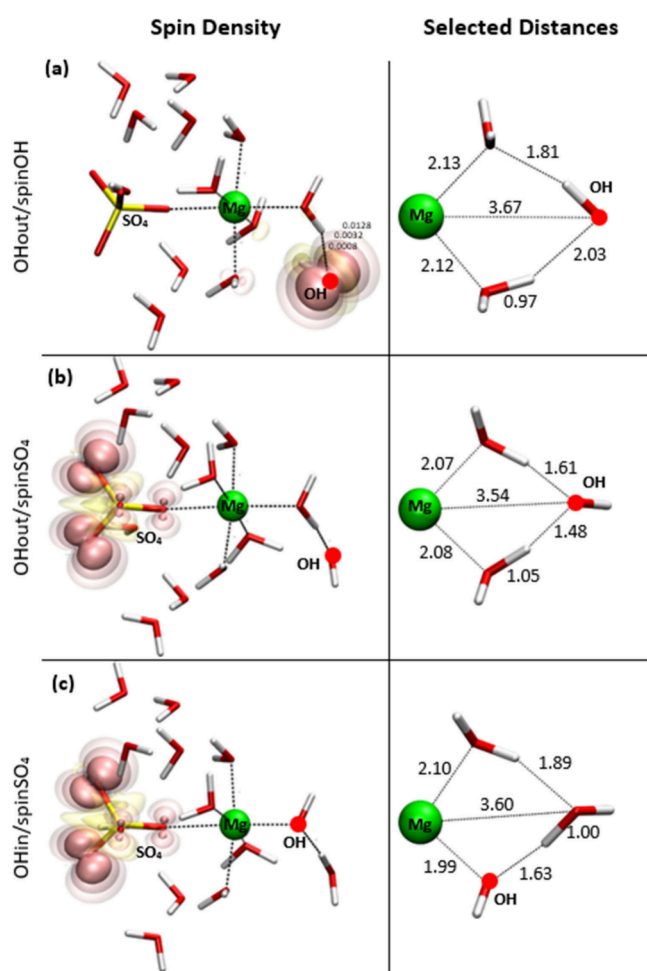 Spin Density
Selected Distances
(a)
OHout/spinOH
SO4
Mg
0.0128
0.0032
0.0008
OH
2.13
1.81
OH
Mg
3.67
2.12
2.03
0.97
(b)
OHout/spinSO4
SO4
Mg
OH
2.07
1.61
OH
Mg
3.54
2.08
1.48
1.05
(c)
OHin/spinSO4
SO4
Mg
OH
2.10
1.89
Mg
3.60
1.00
1.99
1.63
OH